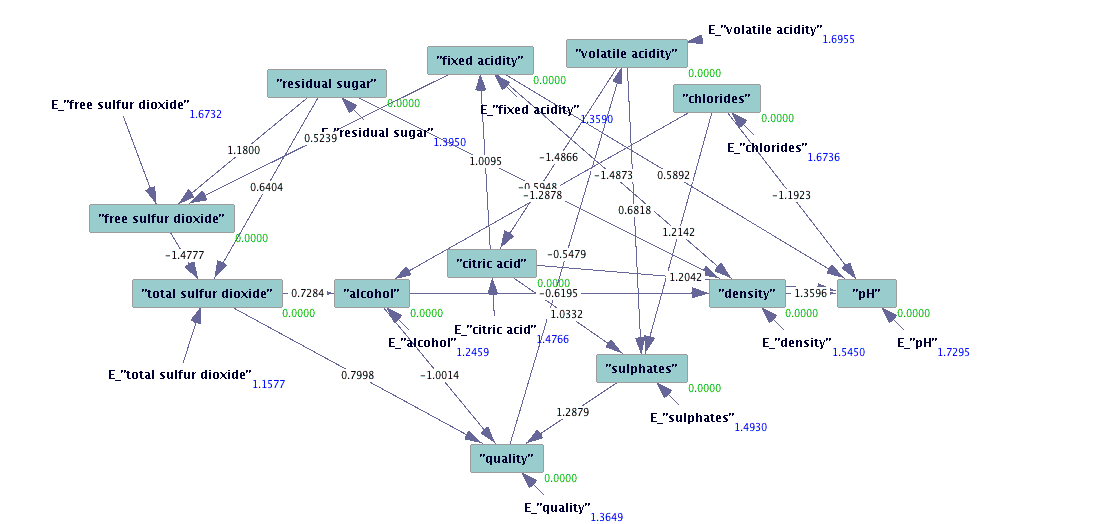 E_"volatile acidity"
1.6955
"fixed acidity"
0.0000
"volatile acidity"
0.0000
"residual sugar"
0.0000
"chlorides"
0.0000
E_"free sulfur dioxide"
1.6732
E_"fixed acidity"
1.3590
E_"residual sugar"
1.3950
0.5239
E_"chlorides"
1.6736
1.1800
1.0095
-1.4866
-1.4873
0.5892
0.6404
-0.5948
-1.2878
-1.1923
"free sulfur dioxide"
0.0000
0.6818
1.2142
-1.4777
-0.5479
"citric acid"
0.0000
1.2042
"total sulfur dioxide"
0.0000
0.7284
"alcohol"
0.0000
-0.6195
"density"
0.0000
1.3596
"pH"
0.0000
1.0332
E_"citric acid"
1.4766
E_"alcohol"
1.2459
E_"density"
1.5450
E_"pH"
1.7295
E_"total sulfur dioxide"
1.1577
0.7998
-1.0014
"sulphates"
0.0000
1.2879
E_"sulphates"
1.4930
"quality"
0.0000
E_"quality"
1.3649